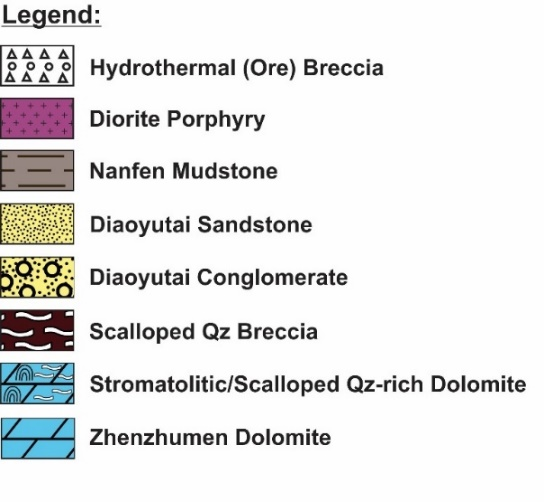 Legend:
Hydrothermal (Ore) Breccia
Diorite Porphyry
Nanfen Mudstone
Diaoyutai Sandstone
Diaoyutai Conglomerate
Scalloped Qz Breccia
Stromatolitic/Scalloped Qz-rich Dolomite
Zhenzhumen Dolomite